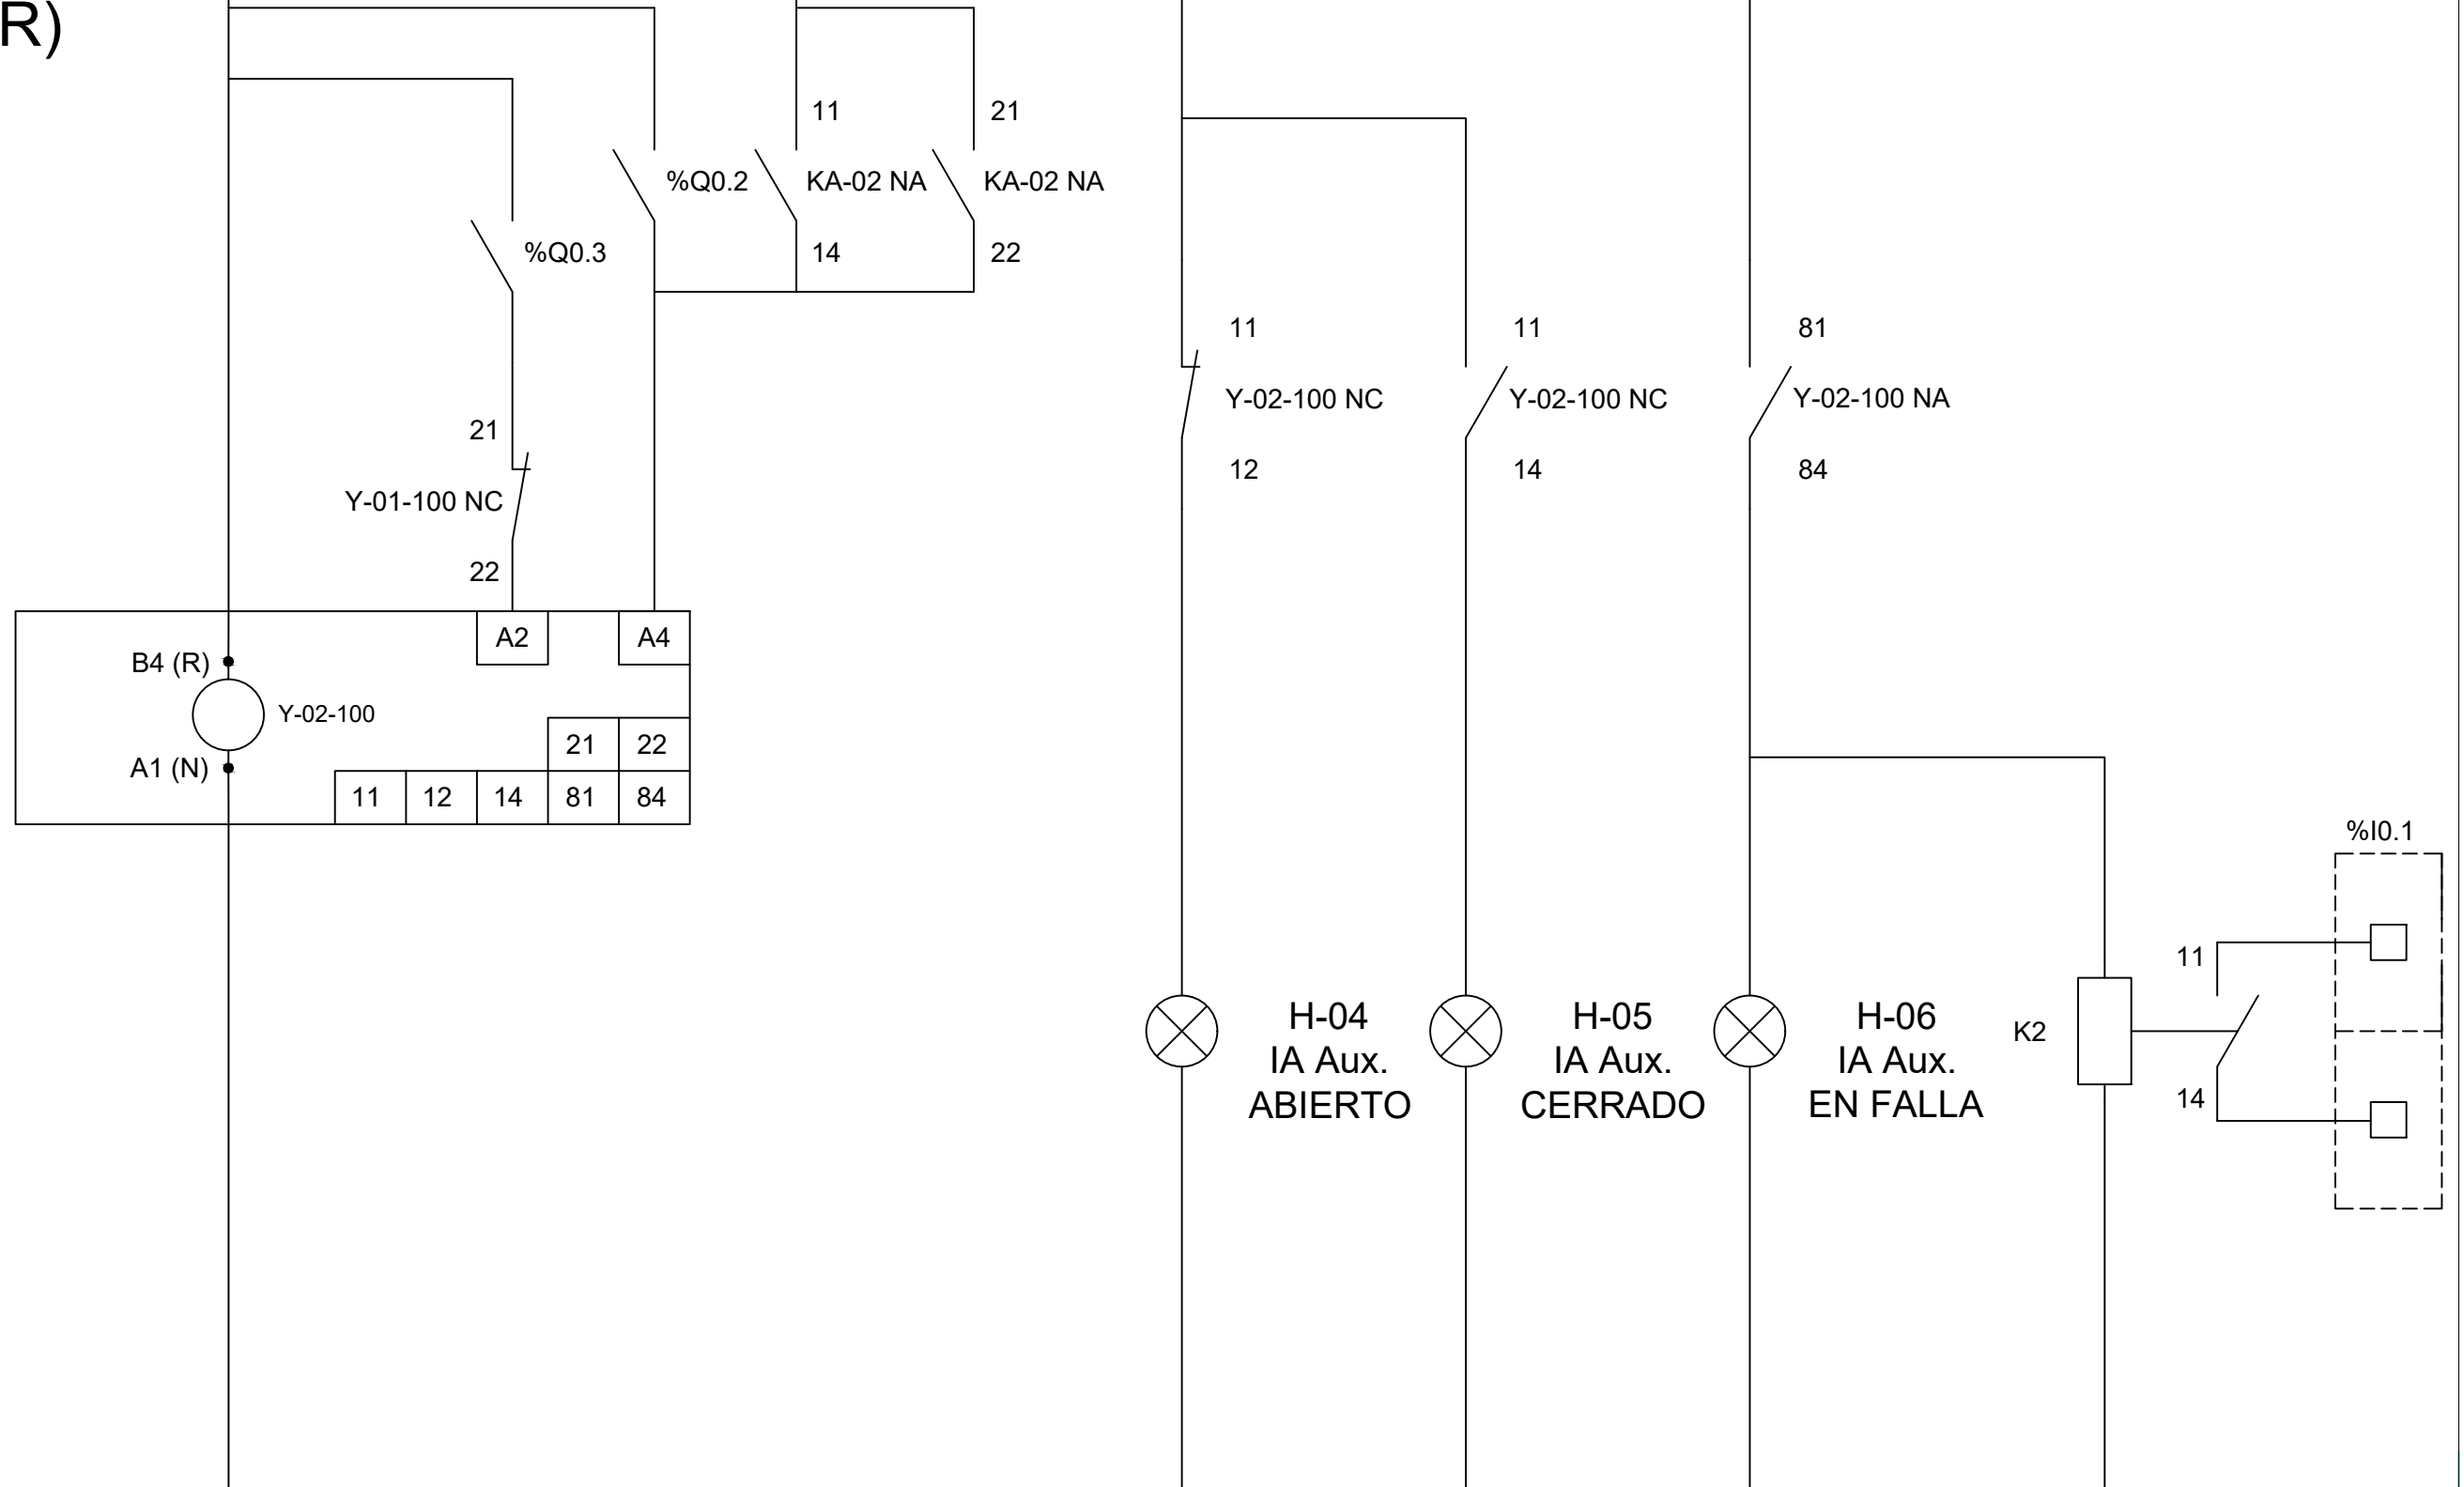 R)
11
21
%Q0.2
KA-02 NA
KA-02 NA
%Q0.3
14
22
11
11
81
Y-02-100 NC
Y-02-100 NC
Y-02-100 NA
21
12
14
84
Y-01-100 NC
22
A2
A4
B4 (R)
Y-02-100
21
22
A1 (N)
11
12
14
81
84
%I0.1
11
H-04
IA Aux.
ABIERTO
H-05
IA Aux.
CERRADO
H-06
IA Aux.
EN FALLA
K2
14